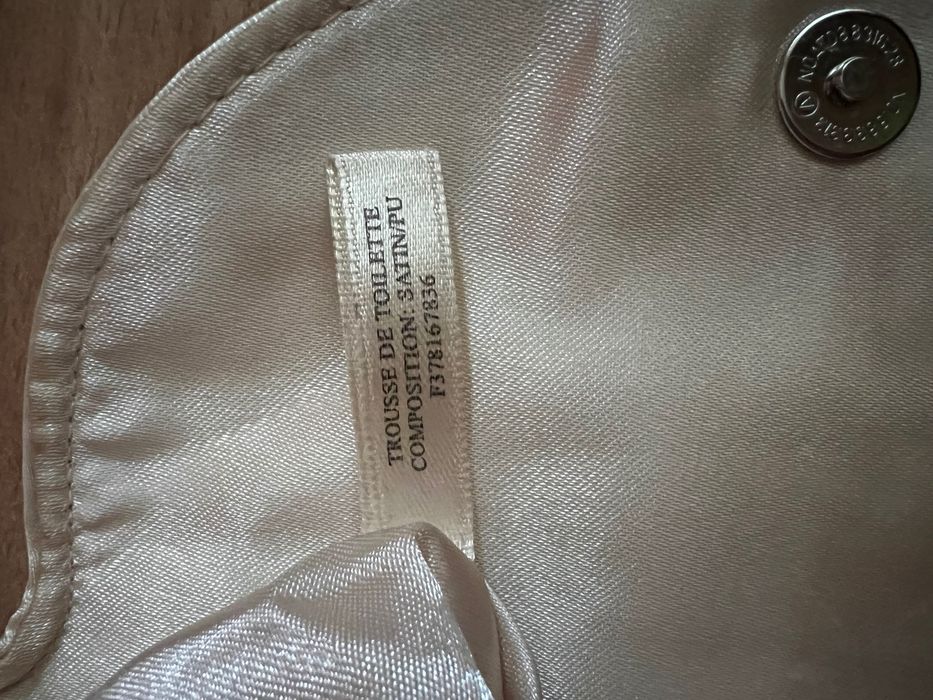 TROUSSE DE TOILETTE
COMPOSITION: SATIN/PU
F378167836